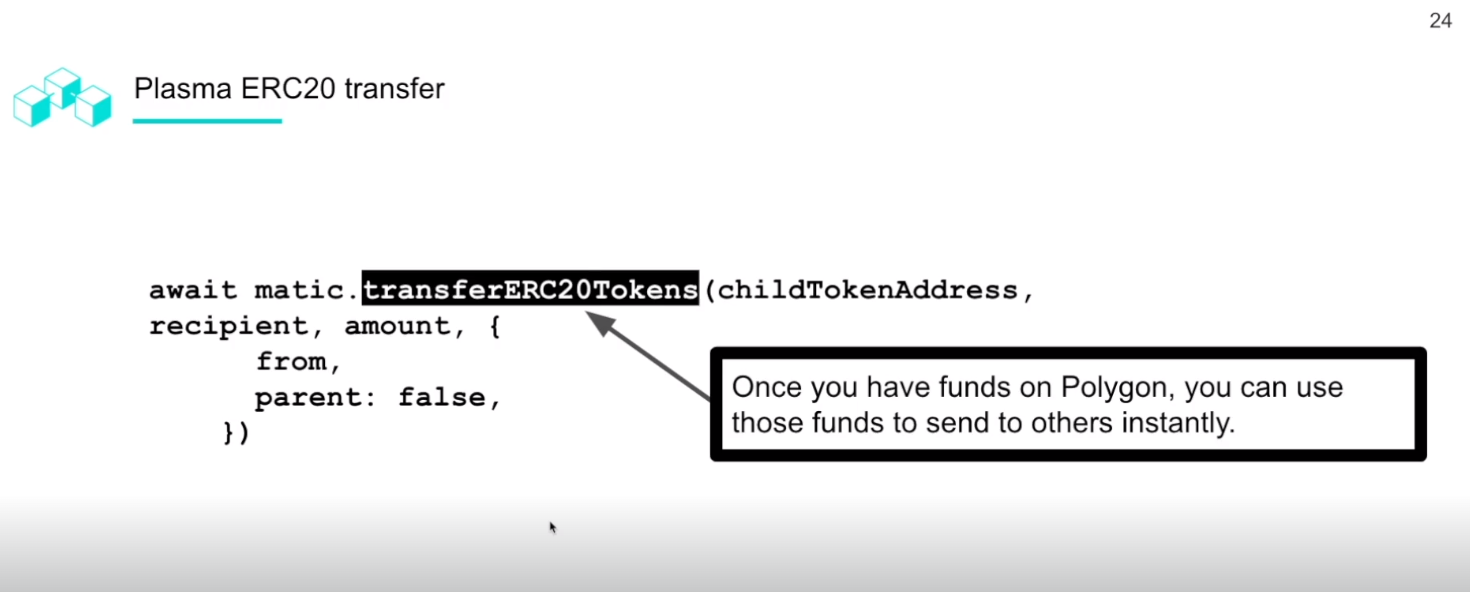 24
Plasma ERC20 transfer
await matic.transferERC20Tokens(childTokenAddress,
recipient, amount, {
from,
parent: false,
})
Once you have funds on Polygon, you can use
those funds to send to others instantly.